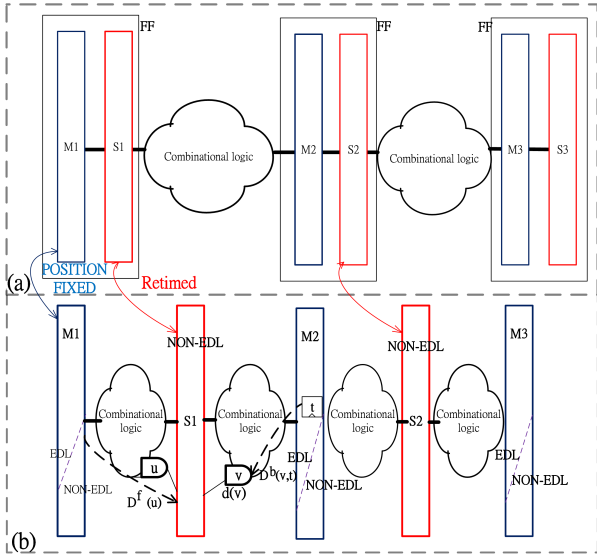 FF
FF
FF
M1
S1
Combinational logic
M2
S2
Combinational logic
M3
S3
POSITION
FIXED
Retimed
(a)
M1
NON-EDL
M2
NON-EDL
M3
Combinational
logic
S1
Combinational
logic
t
Combinational
logic
S2
Combinational
logic
EDL
NON-EDL
u
D^f (u)
v
d(v)
D^b(v,t)
EDL
NON-EDL
EDL
NON-EDL
(b)